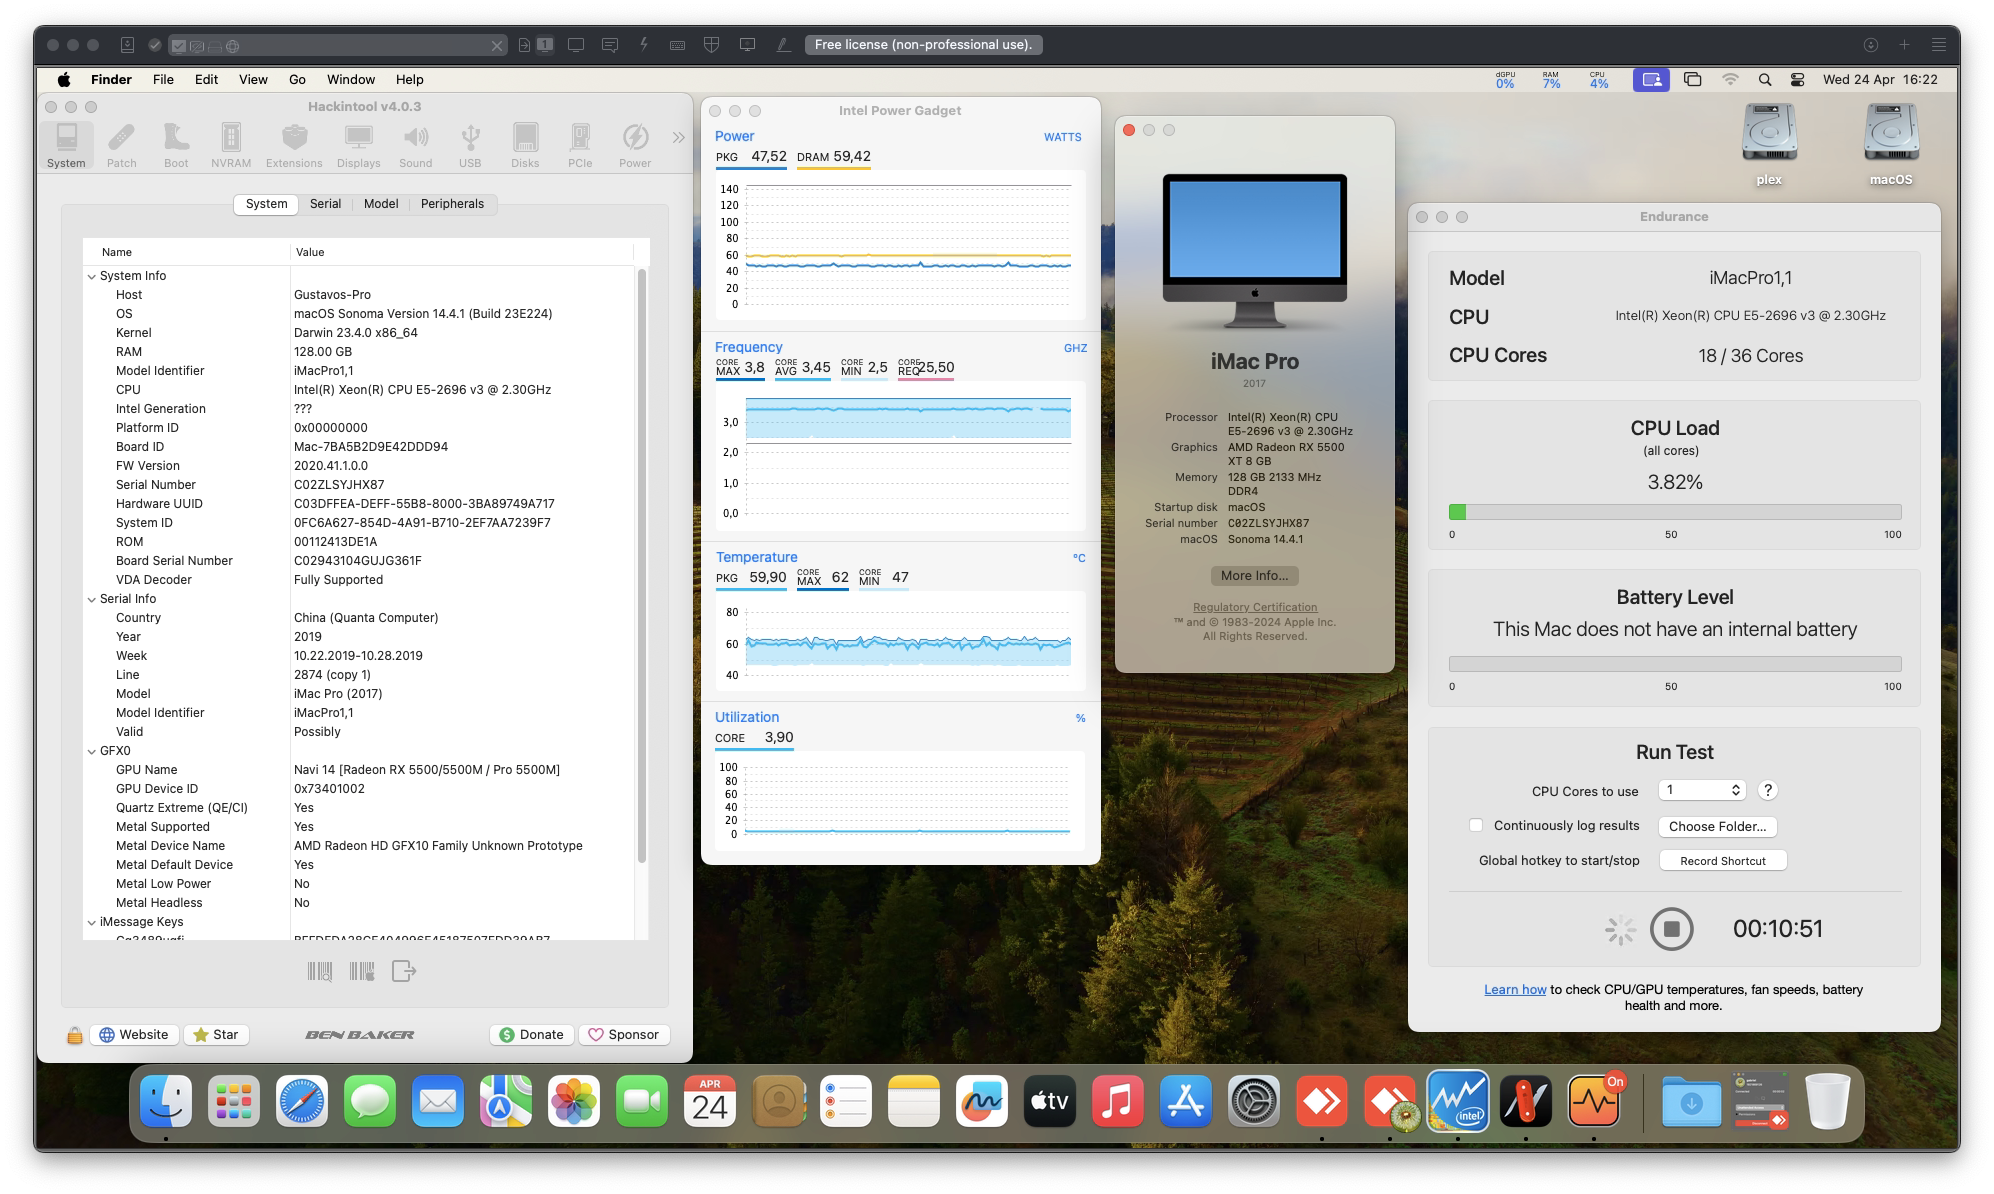 1
Free license (non-professional use).
Finder File Edit View Go Window Help
dGPU 0% RAM 7% CPU 4% Wed 24 Apr 16:22
Hackintool v4.0.3
System Patch Boot NVRAM Extensions Displays Sound USB Disks PCIe Power
System Serial Model Peripherals
Name Value
System Info
Host Gustavos-Pro
OS macOS Sonoma Version 14.4.1 (Build 23E224)
Kernel Darwin 23.4.0 x86_64
RAM 128.00 GB
Model Identifier iMacPro1,1
CPU Intel(R) Xeon(R) CPU E5-2696 v3 @ 2.30GHz
Intel Generation ???
Platform ID 0x00000000
Board ID Mac-7BA5B2D9E42DDD94
FW Version 2020.41.1.0.0
Serial Number C02ZLSYJHX87
Hardware UUID C03DFFEA-DEFF-55B8-8000-3BA89749A717
System ID 0FC6A627-854D-4A91-B710-2EF7AA7239F7
ROM 00112413DE1A
Board Serial Number C02943104GUJG361F
VDA Decoder Fully Supported
Serial Info
Country China (Quanta Computer)
Year 2019
Week 10.22.2019-10.28.2019
Line 2874 (copy 1)
Model iMac Pro (2017)
Model Identifier iMacPro1,1
Valid Possibly
GFX0
GPU Name Navi 14 [Radeon RX 5500/5500M / Pro 5500M]
GPU Device ID 0x73401002
Quartz Extreme (QE/CI) Yes
Metal Supported Yes
Metal Device Name AMD Radeon HD GFX10 Family Unknown Prototype
Metal Default Device Yes
Metal Low Power No
Metal Headless No
iMessage Keys
Website Star BEN BAKER Donate Sponsor
Intel Power Gadget
Power WATTS
PKG 47,52 DRAM 59,42
140
120
100
80
60
40
20
0
Frequency GHZ
CORE MAX 3,8 CORE AVG 3,45 CORE MIN 2,5 CORE REQ 25,50
3,0
2,0
1,0
0,0
Temperature °C
PKG 59,90 CORE MAX 62 CORE MIN 47
80
60
40
Utilization %
CORE 3,90
100
80
60
40
20
0
iMac Pro
2017
Processor Intel(R) Xeon(R) CPU
E5-2696 v3 @ 2.30GHz
Graphics AMD Radeon RX 5500
XT 8 GB
Memory 128 GB 2133 MHz
DDR4
Startup disk macOS
Serial number C02ZLSYJHX87
macOS Sonoma 14.4.1
More Info...
Regulatory Certification
™ and © 1983-2024 Apple Inc.
All Rights Reserved.
plex macOS
Endurance
Model iMacPro1,1
CPU Intel(R) Xeon(R) CPU E5-2696 v3 @ 2.30GHz
CPU Cores 18 / 36 Cores
CPU Load
(all cores)
3.82%
0 50 100
Battery Level
This Mac does not have an internal battery
0 50 100
Run Test
CPU Cores to use 1 ?
Continuously log results Choose Folder...
Global hotkey to start/stop Record Shortcut
00:10:51
Learn how to check CPU/GPU temperatures, fan speeds, battery
health and more.
APR
24
tv
intel
On